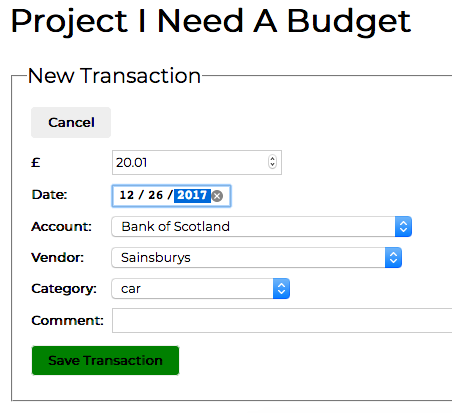 Project I Need A Budget
New Transaction
Cancel
£ 20.01
Date: 12 / 26 / 2017
Account: Bank of Scotland
Vendor: Sainsburys
Category: car
Comment:
Save Transaction